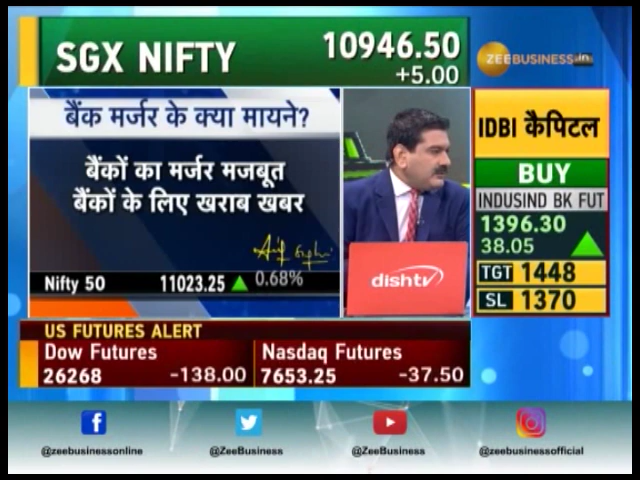 SGX NIFTY
10946.50
+5.00
ZEEBUSINESS.in
बैंक मर्जर के क्या मायने?
बैंकों का मर्जर मजबूत
बैंकों के लिए खराब खबर
Nifty 50 11023.25 0.68%
dishtv
IDBI कैपिटल
BUY
INDUSIND BK FUT
1396.30
38.05
TGT 1448
SL 1370
US FUTURES ALERT
Dow Futures
26268 -138.00
Nasdaq Futures
7653.25 -37.50
@zeebusinessonline
@ZeeBusiness
@ZeeBusiness
@zeebusinessofficial